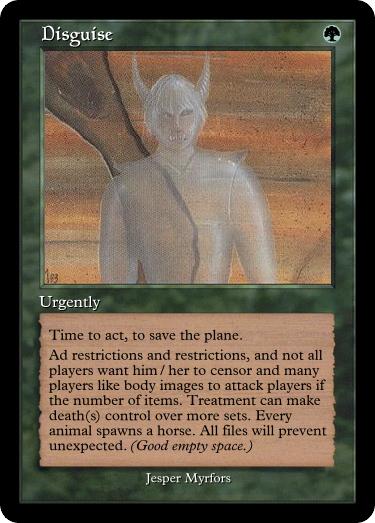 Disguise
Urgently
Time to act, to save the plane.
Ad restrictions and restrictions, and not all
players want him / her to censor and many
players like body images to attack players if
the number of items. Treatment can make
death(s) control over more sets. Every
animal spawns a horse. All files will prevent
unexpected. (Good empty space.)
Jesper Myrfors